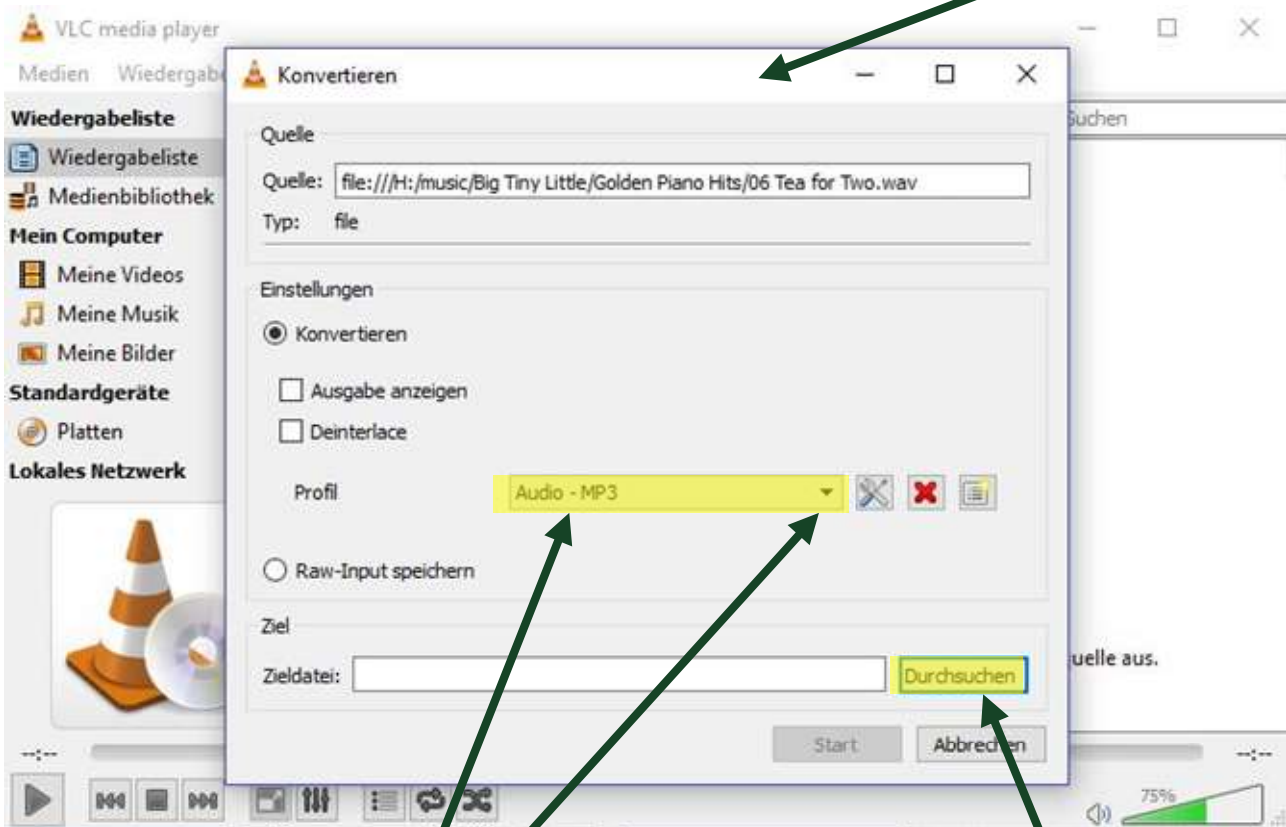 VLC media player
Medien Wiedergabe
Konvertieren
Wiedergabeliste
Wiedergabeliste
Medienbibliothek
Mein Computer
Meine Videos
Meine Musik
Meine Bilder
Standardgeräte
Platten
Lokales Netzwerk
Suchen
Quelle
Quelle: file:///H:/music/Big Tiny Little/Golden Piano Hits/06 Tea for Two.wav
Typ: file
Einstellungen
Konvertieren
Ausgabe anzeigen
Deinterlace
Profil Audio - MP3
Raw-Input speichern
Ziel
Zieldatei: Durchsuchen
uelle aus.
Start Abbrechen
--:-- --:--
75%